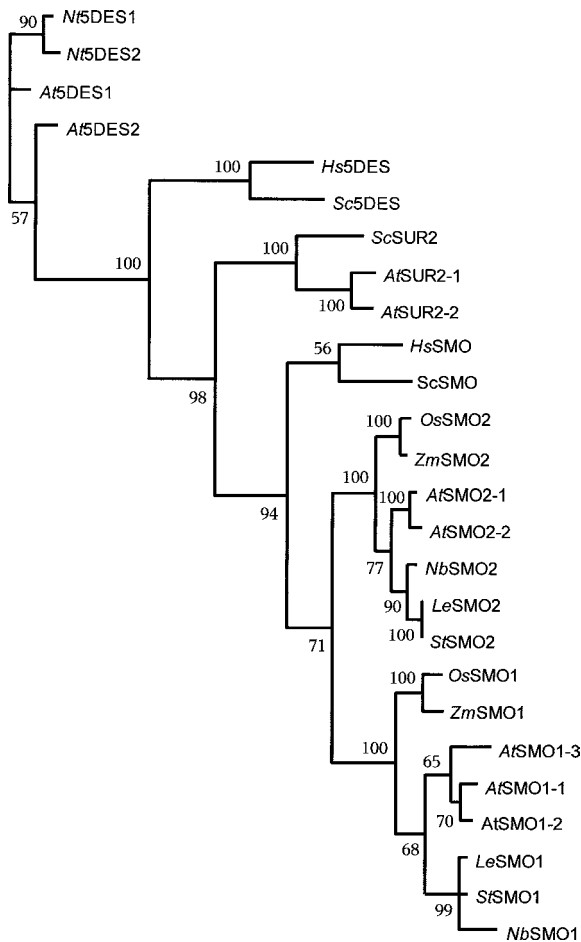 90
Nt5DES1
Nt5DES2
At5DES1
At5DES2
57
100
Hs5DES
100
Sc5DES
ScSUR2
100
AtSUR2-1
100
AtSUR2-2
98
HsSMO
56
ScSMO
94
OsSMO2
100
ZmSMO2
100
AtSMO2-1
100
AtSMO2-2
77
NbSMO2
90
LeSMO2
100
StSMO2
71
OsSMO1
100
ZmSMO1
100
AtSMO1-3
65
AtSMO1-1
70
AtSMO1-2
68
LeSMO1
StSMO1
99
NbSMO1